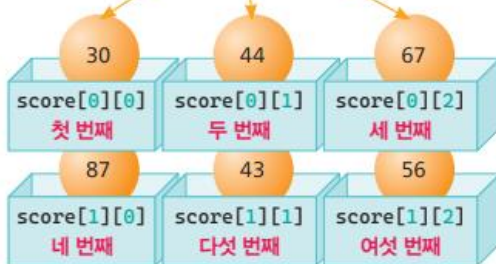 30 44 67
score[0][0] score[0][1] score[0][2]
첫 번째 두 번째 세 번째
87 43 56
score[1][0] score[1][1] score[1][2]
네 번째 다섯 번째 여섯 번째